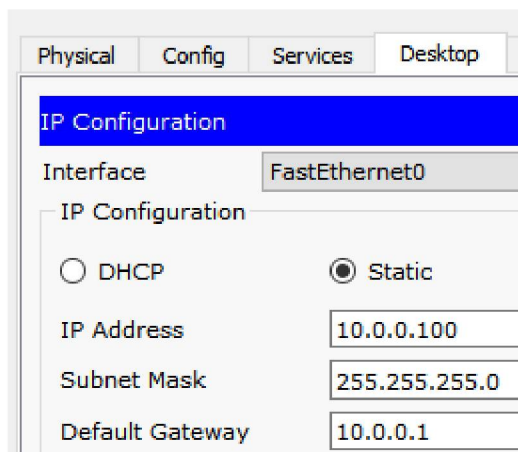 Physical Config Services Desktop
IP Configuration
Interface FastEthernet0
IP Configuration
DHCP Static
IP Address 10.0.0.100
Subnet Mask 255.255.255.0
Default Gateway 10.0.0.1